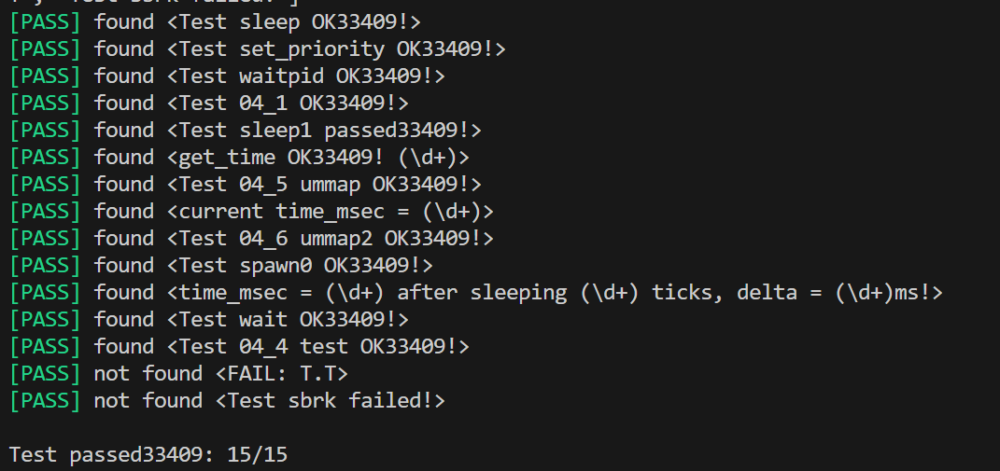 [PASS] found <Test sleep OK33409!>
[PASS] found <Test set_priority OK33409!>
[PASS] found <Test waitpid OK33409!>
[PASS] found <Test 04_1 OK33409!>
[PASS] found <Test sleep1 passed33409!>
[PASS] found <get_time OK33409! (\d+)>
[PASS] found <Test 04_5 ummap OK33409!>
[PASS] found <current time_msec = (\d+)>
[PASS] found <Test 04_6 ummap2 OK33409!>
[PASS] found <Test spawn0 OK33409!>
[PASS] found <time_msec = (\d+) after sleeping (\d+) ticks, delta = (\d+)ms!>
[PASS] found <Test wait OK33409!>
[PASS] found <Test 04_4 test OK33409!>
[PASS] not found <FAIL: T.T>
[PASS] not found <Test sbrk failed!>
Test passed33409: 15/15